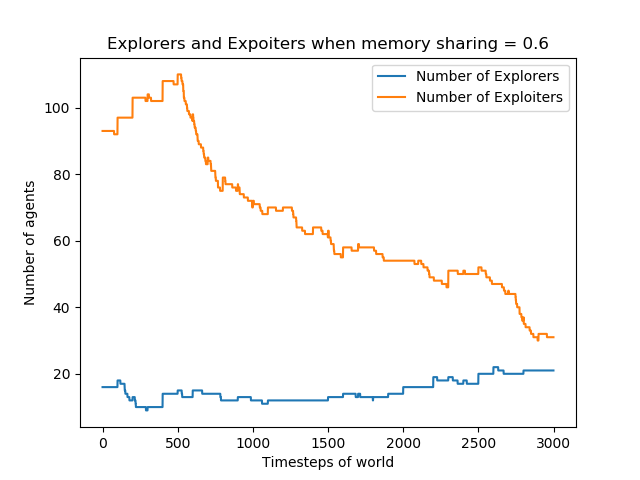 Explorers and Expoiters when memory sharing = 0.6
Number of Explorers
Number of Exploiters
Number of agents
100
80
60
40
20
0 500 1000 1500 2000 2500 3000
Timesteps of world